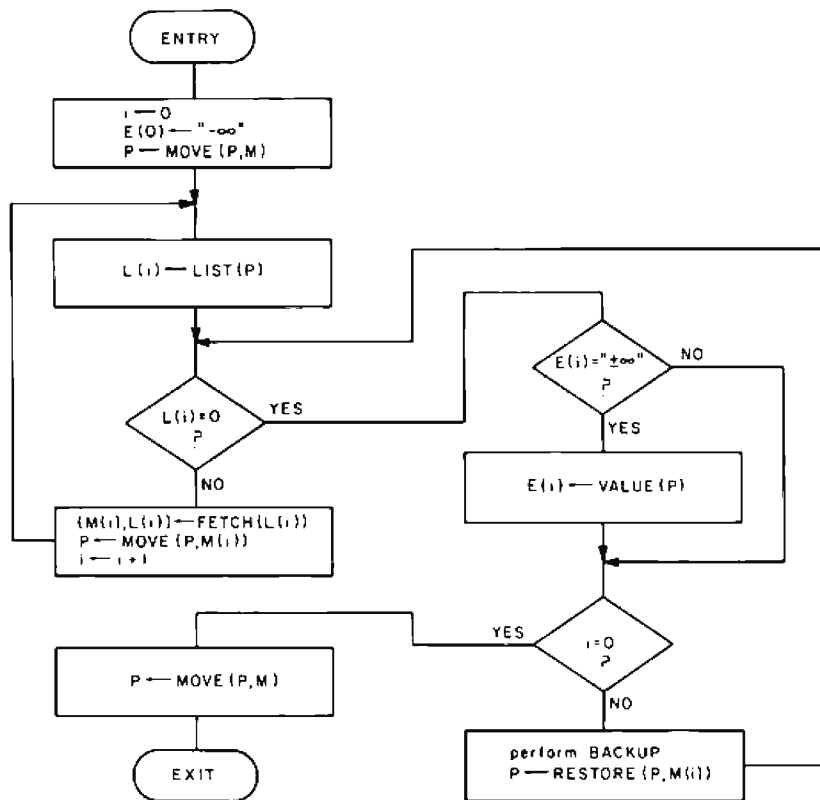 ENTRY
i ← 0
E(0) ← "-∞"
P ← MOVE (P,M)
L(i) ← LIST(P)
L(i)=0
?
YES
NO
(M(i),L(i)) ← FETCH(L(i))
P ← MOVE (P,M(i))
i ← i+1
E(i)="±∞"
?
NO
YES
E(i) ← VALUE(P)
i=0
?
YES
NO
P ← MOVE (P,M)
EXIT
perform BACKUP
P ← RESTORE (P,M(i))